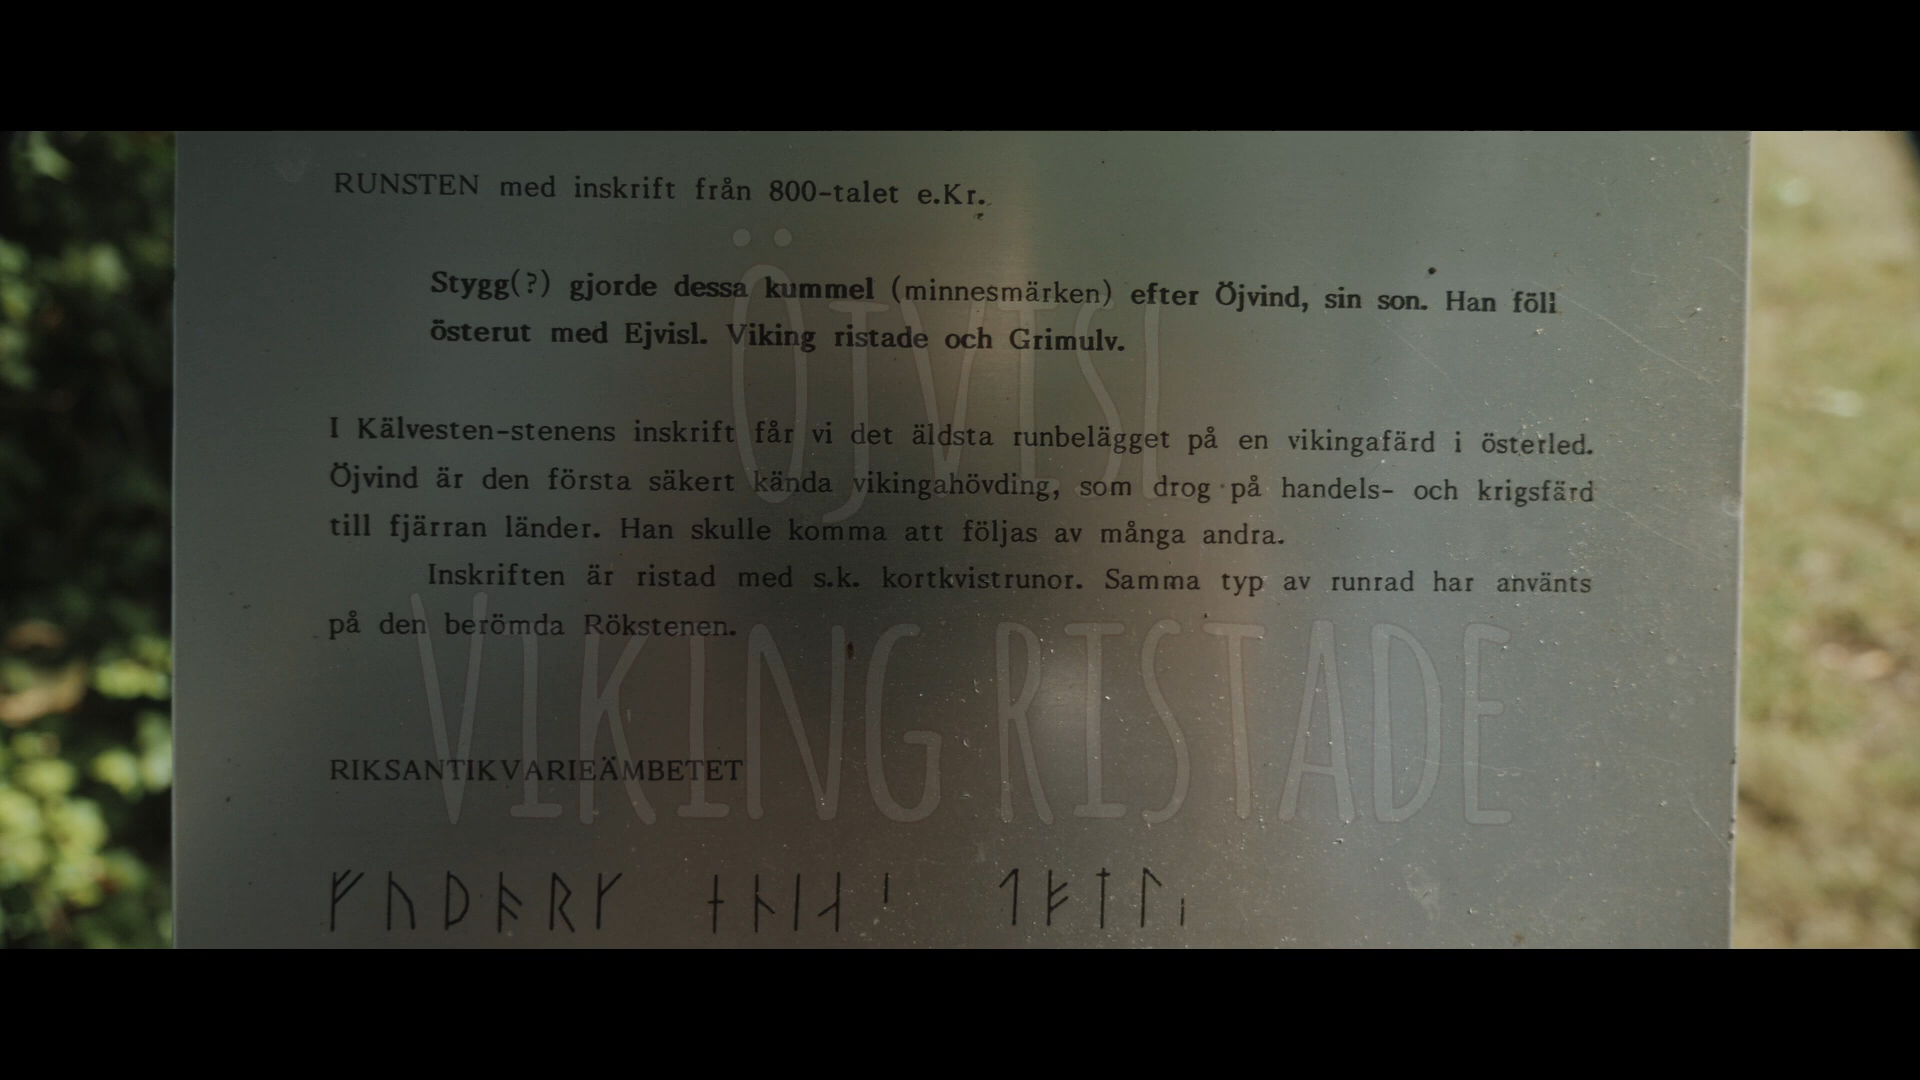 RUNSTEN med inskrift från 800-talet e.Kr.
Stygg(?) gjorde dessa kummel (minnesmärken) efter Öjvind, sin son. Han föll
österut med Ejvisl. Viking ristade och Grimulv.
I Kälvesten-stenens inskrift får vi det äldsta runbelägget på en vikingafärd i österled.
Öjvind är den första säkert kända vikingahövding, som drog på handels- och krigsfärd
till fjärran länder. Han skulle komma att följas av många andra.
Inskriften är ristad med s.k. kortkvistrunor. Samma typ av runrad har använts
på den berömda Rökstenen.
RIKSANTIKVARIEÄMBETET
ᚠᚢᚦᚬᚱᚴ ᚾᚽᛁᛆᛌ ᛏᛓᛙᛚᛧ
ÖJVISL
VIKING RISTADE